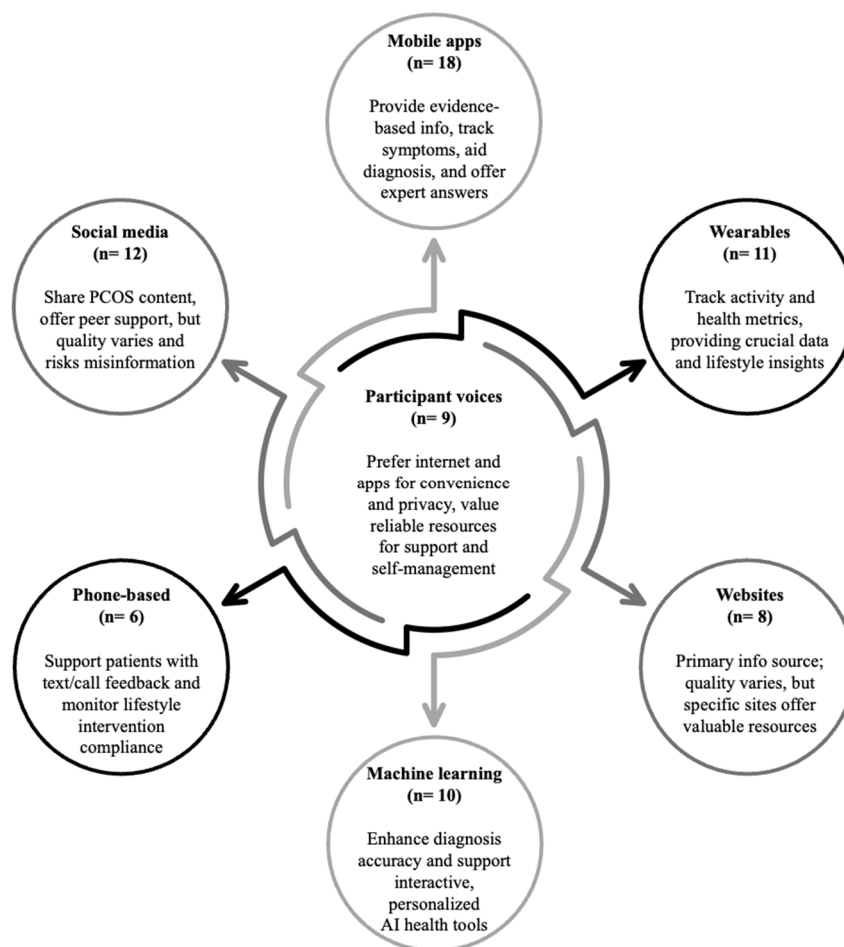 Mobile apps
(n= 18)
Provide evidence-
based info, track
symptoms, aid
diagnosis, and offer
expert answers
Social media
(n= 12)
Share PCOS content,
offer peer support, but
quality varies and
risks misinformation
Wearables
(n= 11)
Track activity and
health metrics,
providing crucial data
and lifestyle insights
Participant voices
(n= 9)
Prefer internet and
apps for convenience
and privacy, value
reliable resources
for support and
self-management
Phone-based
(n= 6)
Support patients with
text/call feedback and
monitor lifestyle
intervention
compliance
Websites
(n= 8)
Primary info source;
quality varies, but
specific sites offer
valuable resources
Machine learning
(n= 10)
Enhance diagnosis
accuracy and support
interactive,
personalized
AI health tools